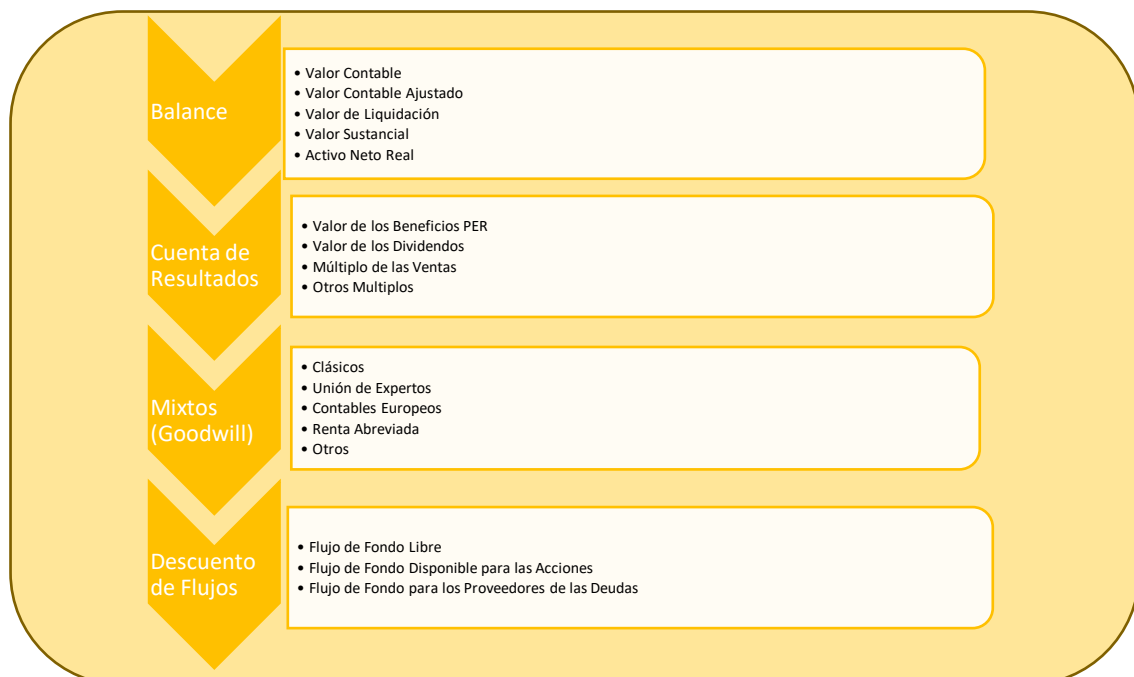 Balance
• Valor Contable
• Valor Contable Ajustado
• Valor de Liquidación
• Valor Sustancial
• Activo Neto Real
Cuenta de
Resultados
• Valor de los Beneficios PER
• Valor de los Dividendos
• Múltiplo de las Ventas
• Otros Multiplos
Mixtos
(Goodwill)
• Clásicos
• Unión de Expertos
• Contables Europeos
• Renta Abreviada
• Otros
Descuento
de Flujos
• Flujo de Fondo Libre
• Flujo de Fondo Disponible para las Acciones
• Flujo de Fondo para los Proveedores de las Deudas